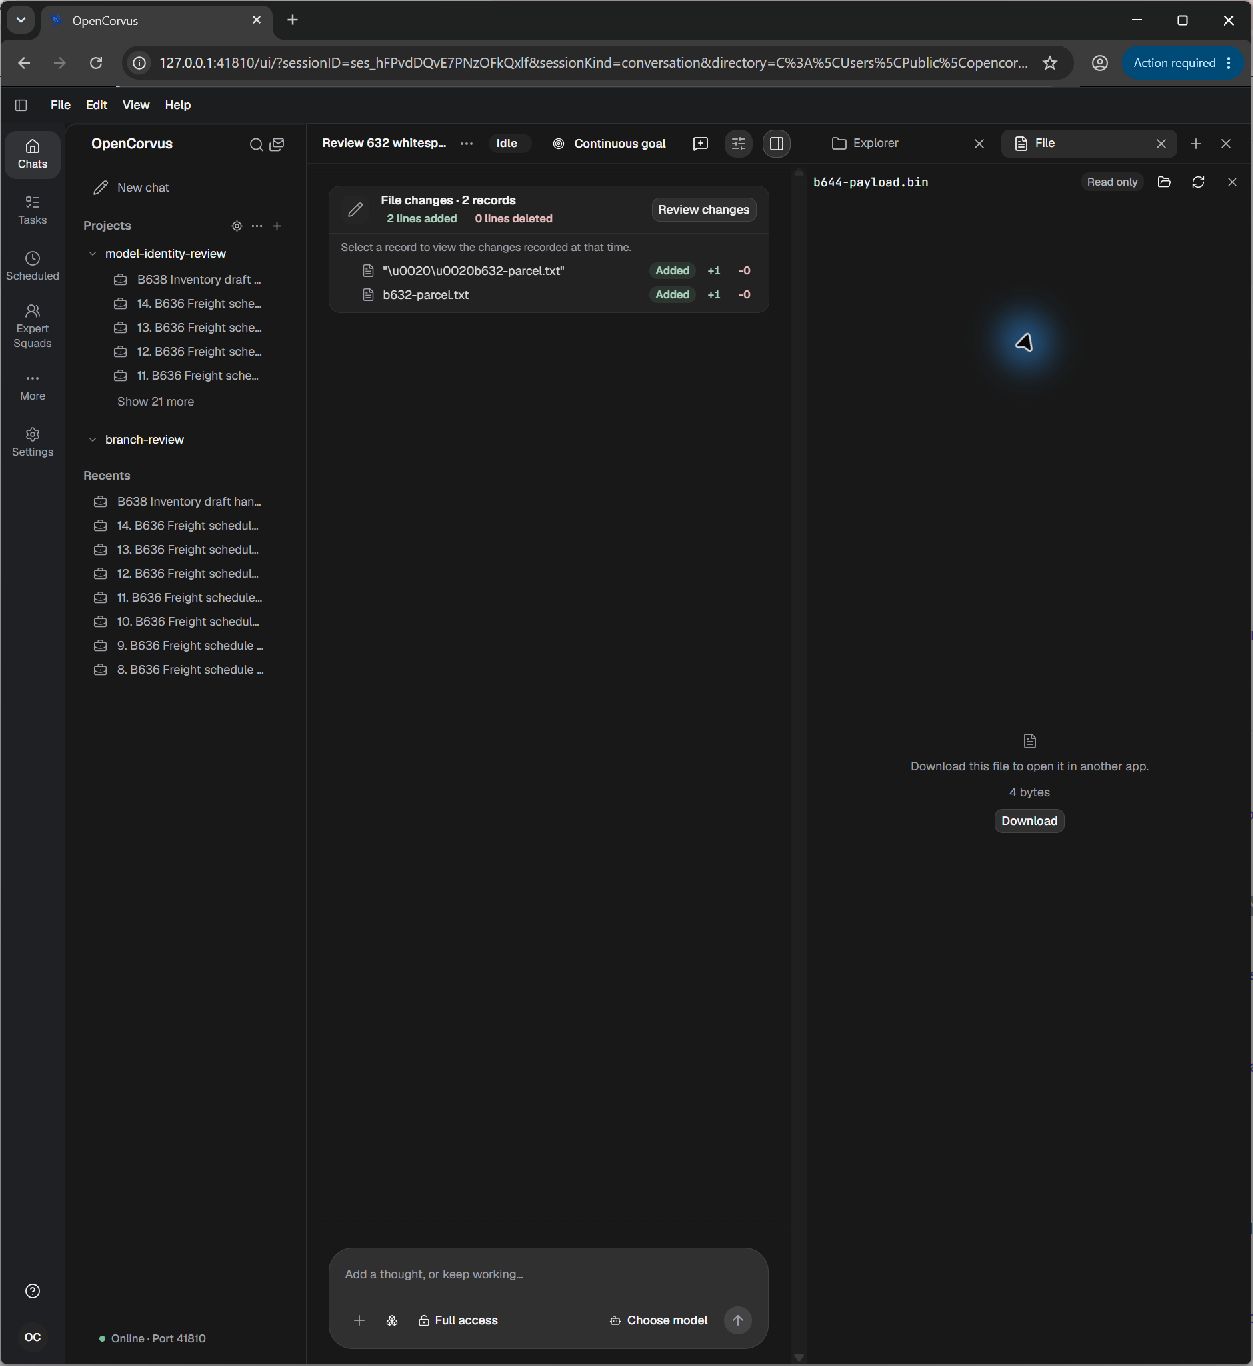 OpenCorvus
127.0.0.1:41810/ui/?sessionID=ses_hFPvdDQvE7PNzOFkQxlf&sessionKind=conversation&directory=C%3A%5CUsers%5CPublic%5Copencor...
Action required
File Edit View Help
Chats
Tasks
Scheduled
Expert
Squads
More
Settings
OC
OpenCorvus
New chat
Projects
model-identity-review
B638 Inventory draft ...
14. B636 Freight sche...
13. B636 Freight sche...
12. B636 Freight sche...
11. B636 Freight sche...
Show 21 more
branch-review
Recents
B638 Inventory draft han...
14. B636 Freight schedul...
13. B636 Freight schedul...
12. B636 Freight schedul...
11. B636 Freight schedule...
10. B636 Freight schedul...
9. B636 Freight schedule ...
8. B636 Freight schedule ...
Online · Port 41810
Review 632 whitesp... Idle Continuous goal
File changes · 2 records
2 lines added 0 lines deleted
Review changes
Select a record to view the changes recorded at that time.
"\u0020\u0020b632-parcel.txt" Added +1 -0
b632-parcel.txt Added +1 -0
Add a thought, or keep working...
Full access Choose model
Explorer File
b644-payload.bin Read only
Download this file to open it in another app.
4 bytes
Download